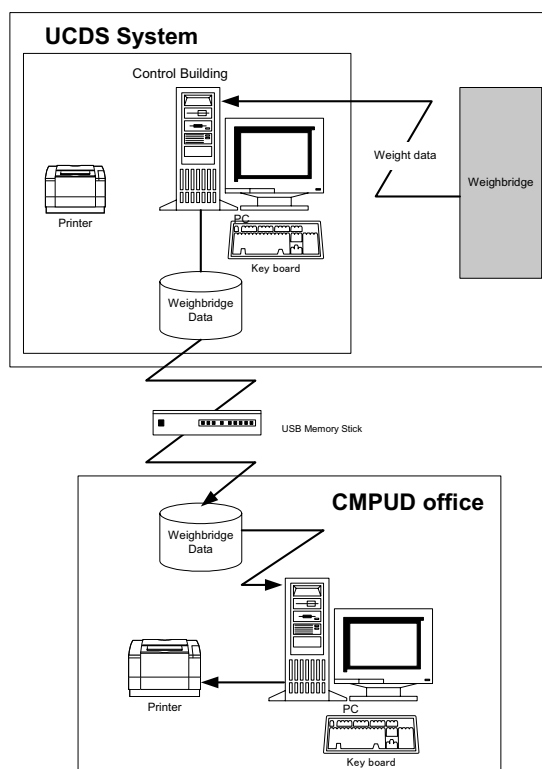 UCDS System
Control Building
Weight data
Weighbridge
Printer
PC
Key board
Weighbridge
Data
USB Memory Stick
CMPUD office
Weighbridge
Data
Printer
PC
Key board